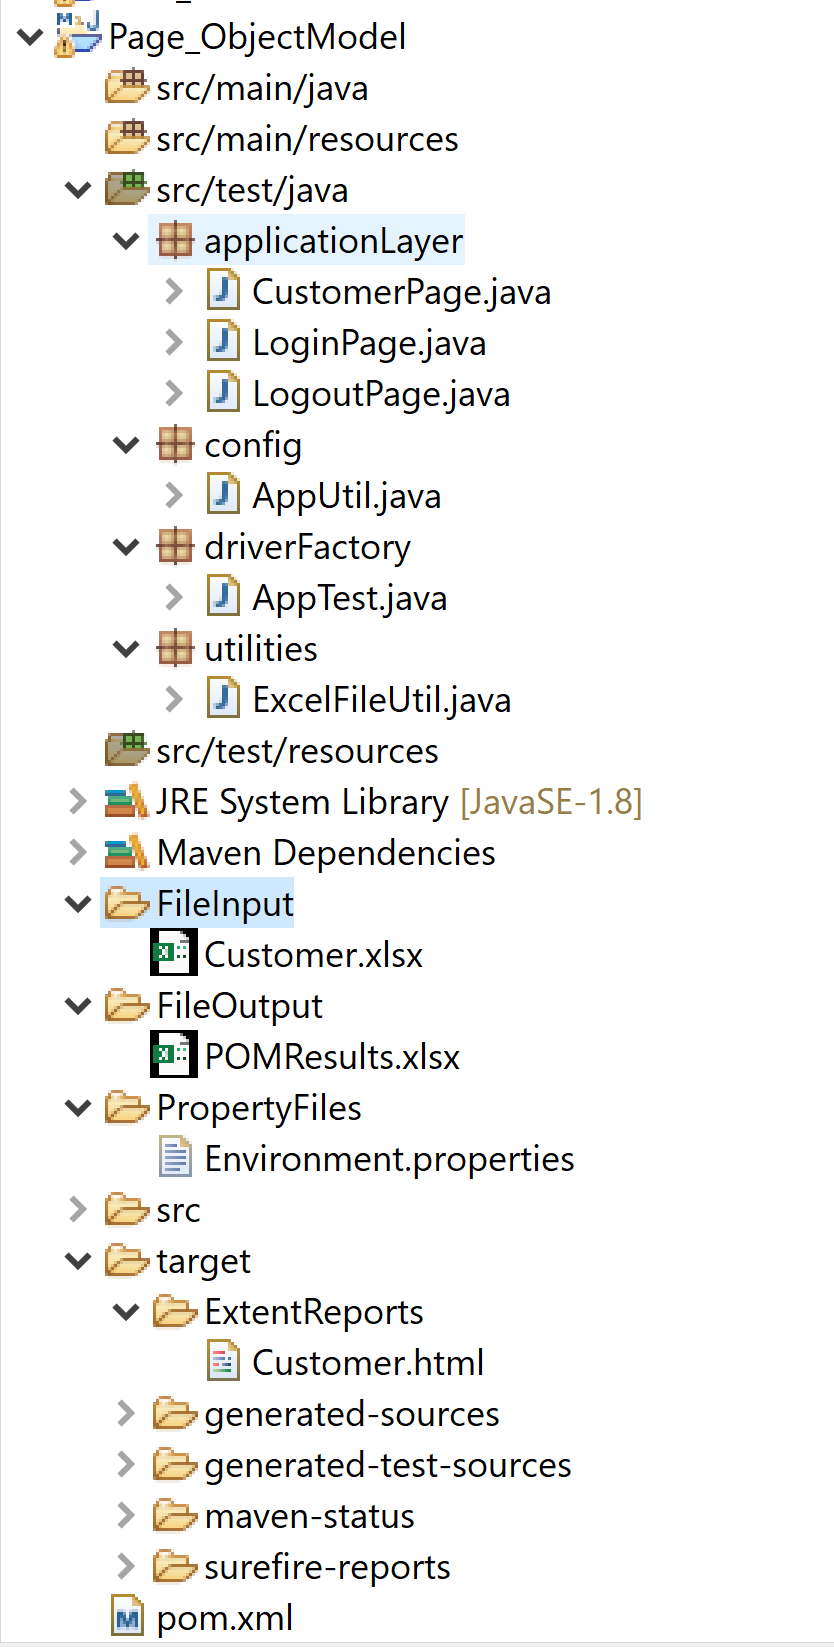 Page_ObjectModel
src/main/java
src/main/resources
src/test/java
applicationLayer
CustomerPage.java
LoginPage.java
LogoutPage.java
config
AppUtil.java
driverFactory
AppTest.java
utilities
ExcelFileUtil.java
src/test/resources
JRE System Library [JavaSE-1.8]
Maven Dependencies
FileInput
Customer.xlsx
FileOutput
POMResults.xlsx
PropertyFiles
Environment.properties
src
target
ExtentReports
Customer.html
generated-sources
generated-test-sources
maven-status
surefire-reports
pom.xml